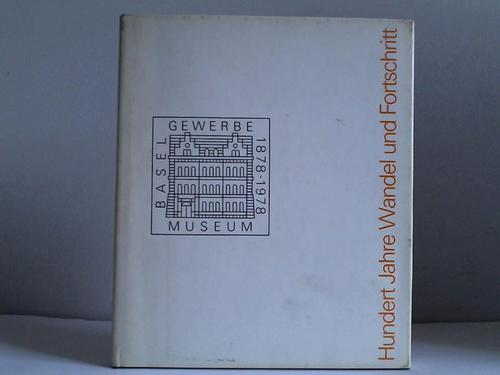 GEWERBE
BASEL
1878-1978
MUSEUM
Hundert Jahre Wandel und Fortschritt